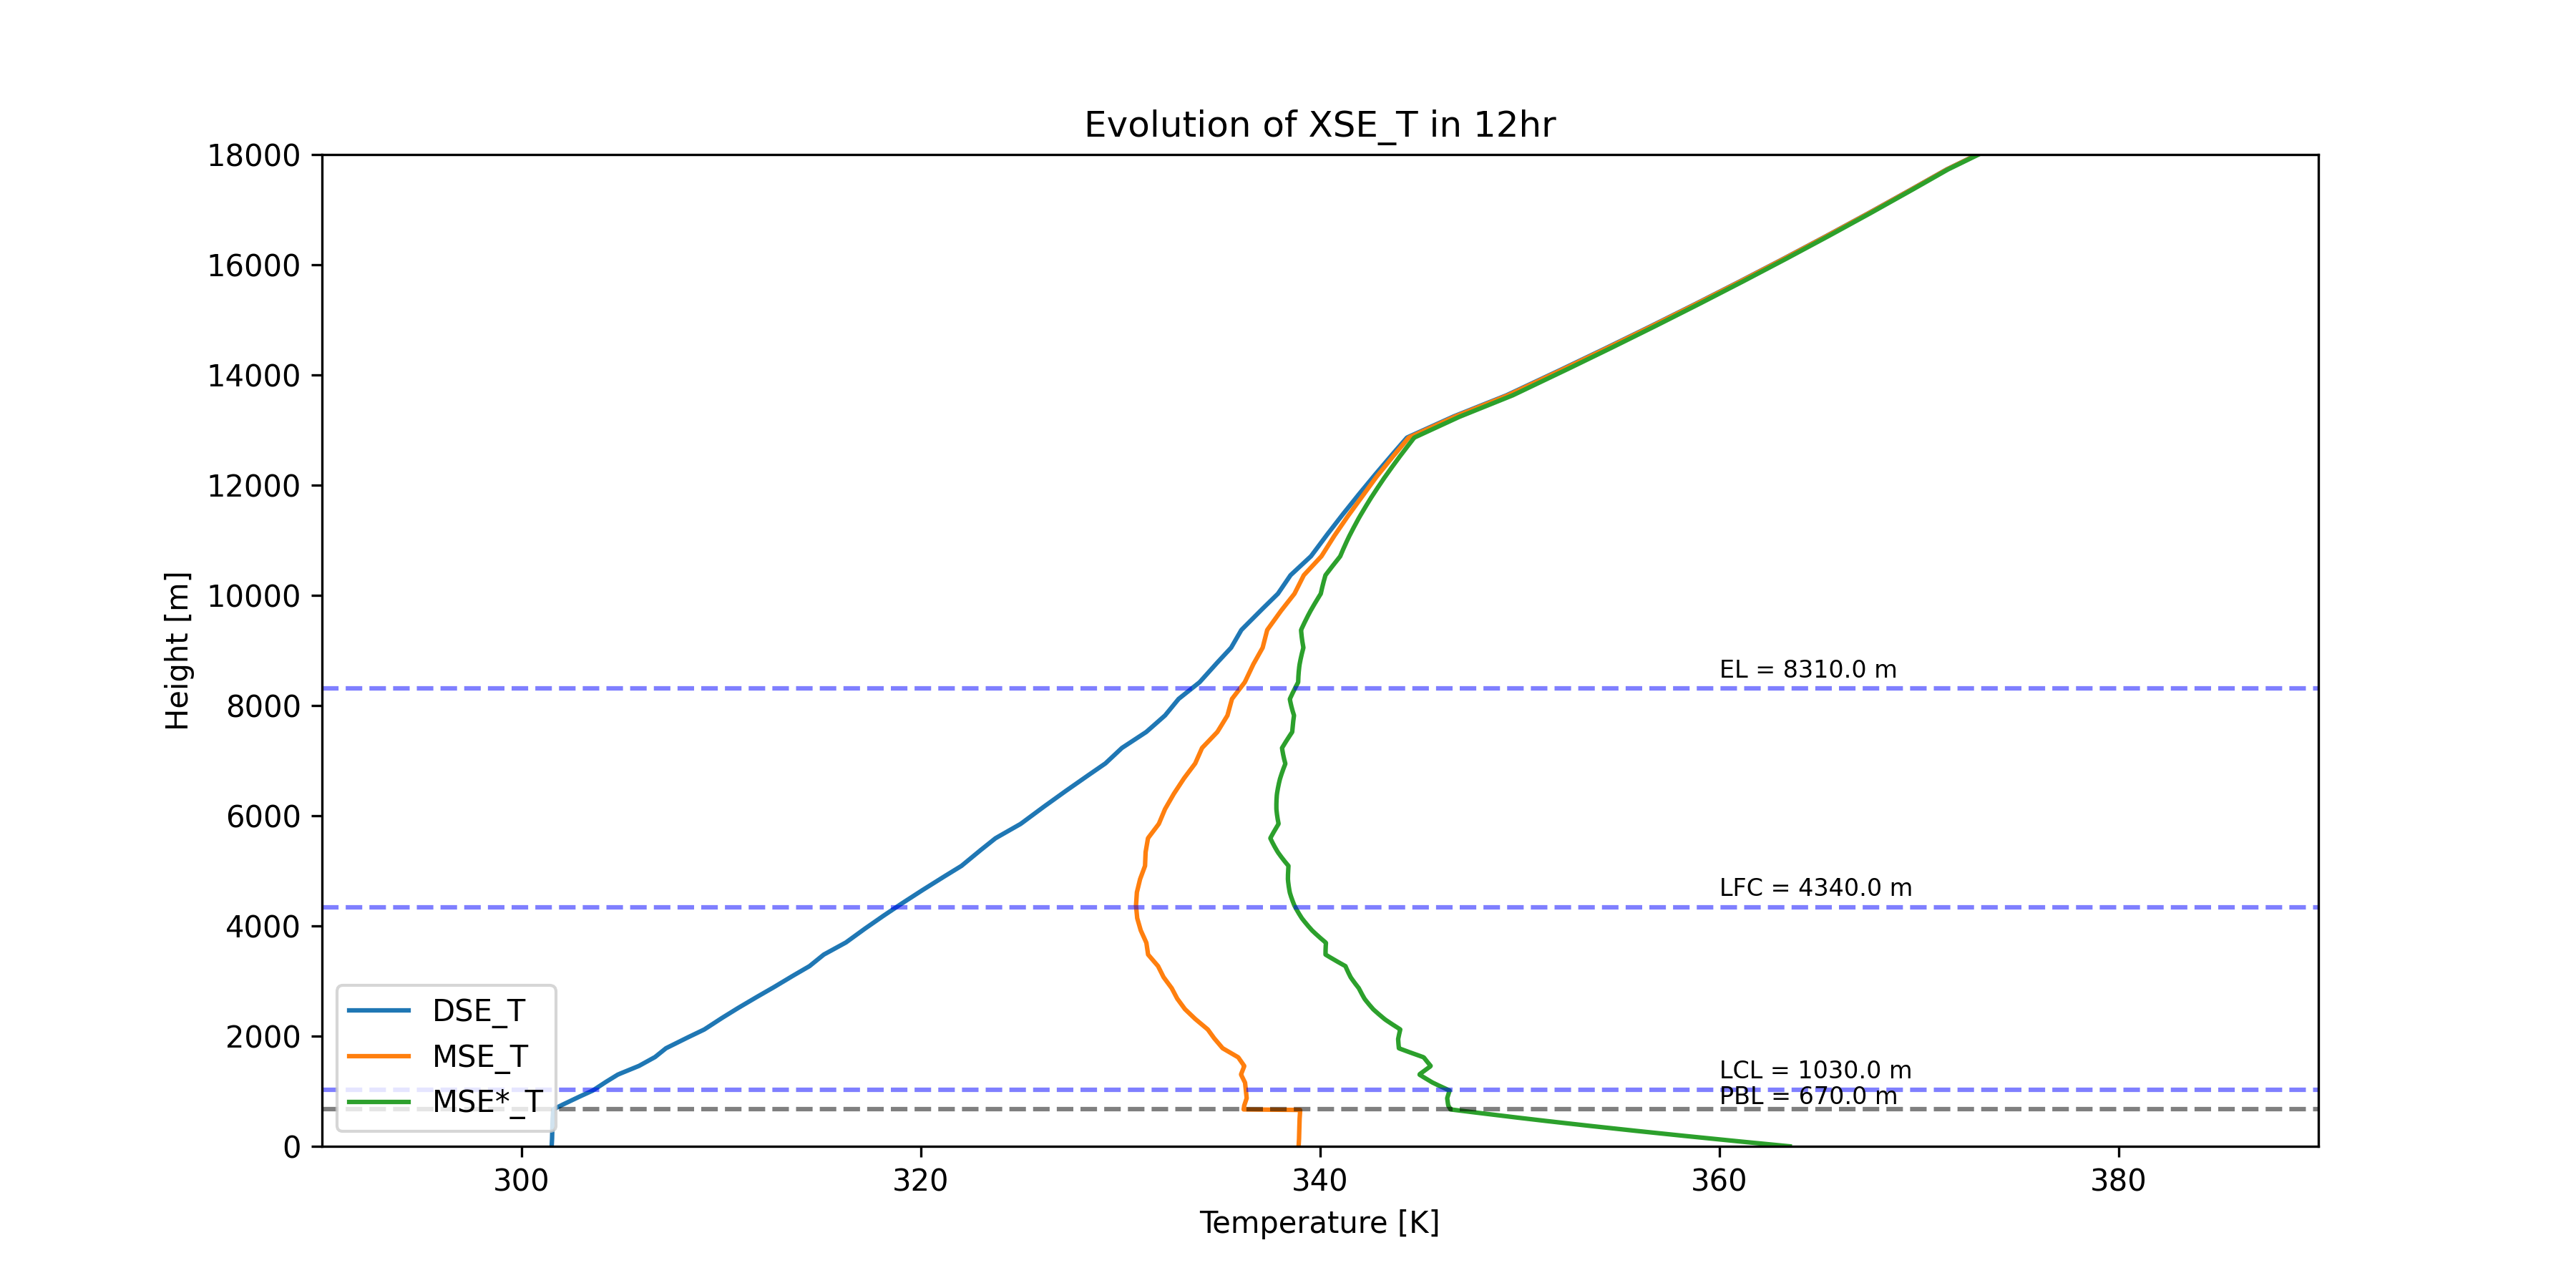 Evolution of XSE_T in 12hr
Height [m]
18000
16000
14000
12000
10000
8000
6000
4000
2000
0
EL = 8310.0 m
LFC = 4340.0 m
LCL = 1030.0 m
PBL = 670.0 m
DSE_T
MSE_T
MSE*_T
300 320 340 360 380
Temperature [K]